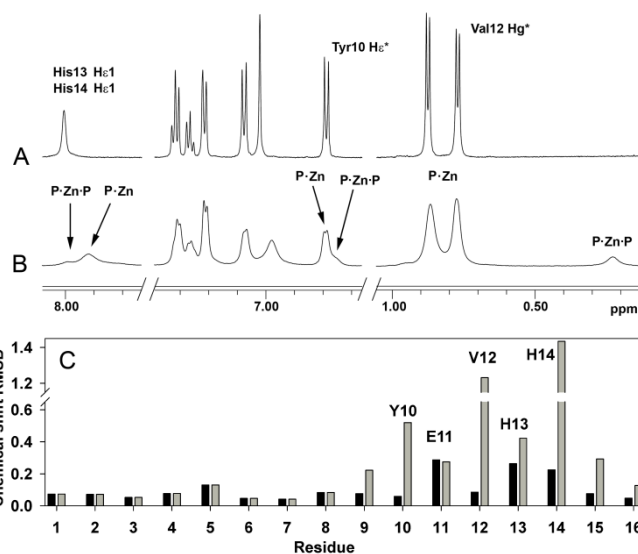 A
His13 Hε1
His14 Hε1
Tyr10 Hε*
Val12 Hg*
B
P·Zn·P
P·Zn
P·Zn
P·Zn·P
P·Zn
P·Zn·P
8.00
7.00
1.00
0.50
ppm
C
1.4
1.2
0.6
0.4
0.2
0.0
Y10
E11
V12
H13
H14
1 2 3 4 5 6 7 8 9 10 11 12 13 14 15 16
Residue